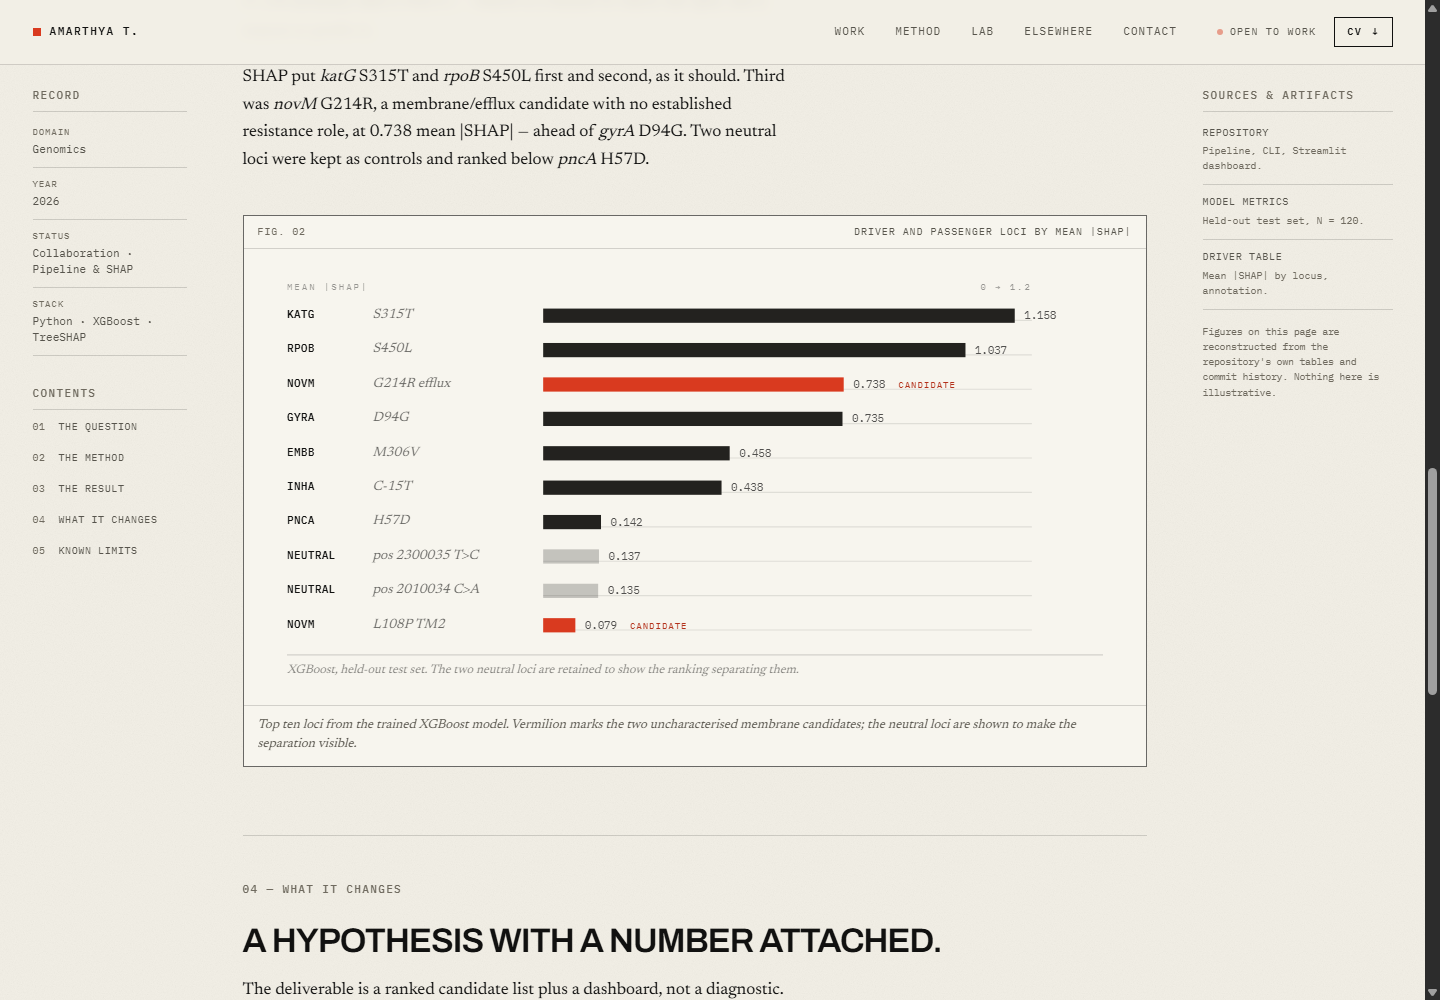 AMARTHYA T.
WORK METHOD LAB ELSEWHERE CONTACT OPEN TO WORK CV ↓
RECORD
DOMAIN
Genomics
YEAR
2026
STATUS
Collaboration ·
Pipeline & SHAP
STACK
Python · XGBoost ·
TreeSHAP
CONTENTS
01 THE QUESTION
02 THE METHOD
03 THE RESULT
04 WHAT IT CHANGES
05 KNOWN LIMITS
SHAP put katG S315T and rpoB S450L first and second, as it should. Third
was novM G214R, a membrane/efflux candidate with no established
resistance role, at 0.738 mean |SHAP| — ahead of gyrA D94G. Two neutral
loci were kept as controls and ranked below pncA H57D.
FIG. 02 DRIVER AND PASSENGER LOCI BY MEAN |SHAP|
MEAN |SHAP| 0 → 1.2
KATG S315T 1.158
RPOB S450L 1.037
NOVM G214R efflux 0.738 CANDIDATE
GYRA D94G 0.735
EMBB M306V 0.458
INHA C-15T 0.438
PNCA H57D 0.142
NEUTRAL pos 2300035 T>C 0.137
NEUTRAL pos 2010034 C>A 0.135
NOVM L108P TM2 0.079 CANDIDATE
XGBoost, held-out test set. The two neutral loci are retained to show the ranking separating them.
Top ten loci from the trained XGBoost model. Vermilion marks the two uncharacterised membrane candidates; the neutral loci are shown to make the
separation visible.
04 — WHAT IT CHANGES
A HYPOTHESIS WITH A NUMBER ATTACHED.
The deliverable is a ranked candidate list plus a dashboard, not a diagnostic.
SOURCES & ARTIFACTS
REPOSITORY
Pipeline, CLI, Streamlit
dashboard.
MODEL METRICS
Held-out test set, N = 120.
DRIVER TABLE
Mean |SHAP| by locus,
annotation.
Figures on this page are
reconstructed from the
repository's own tables and
commit history. Nothing here is
illustrative.